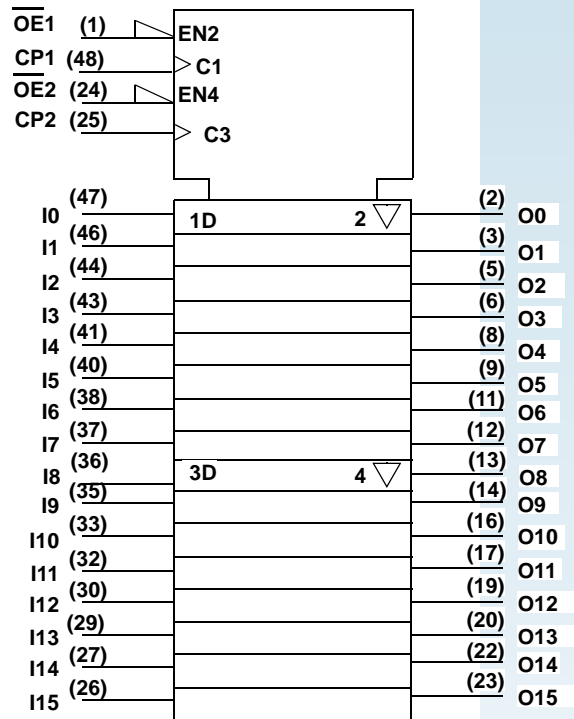 O̅E̅1 (1) EN2
CP1 (48) C1
O̅E̅2 (24) EN4
CP2 (25) C3
I0 (47) 1D 2 (2) O0
I1 (46) (3) O1
I2 (44) (5) O2
I3 (43) (6) O3
I4 (41) (8) O4
I5 (40) (9) O5
I6 (38) (11) O6
I7 (37) (12) O7
I8 (36) 3D 4 (13) O8
I9 (35) (14) O9
I10 (33) (16) O10
I11 (32) (17) O11
I12 (30) (19) O12
I13 (29) (20) O13
I14 (27) (22) O14
I15 (26) (23) O15